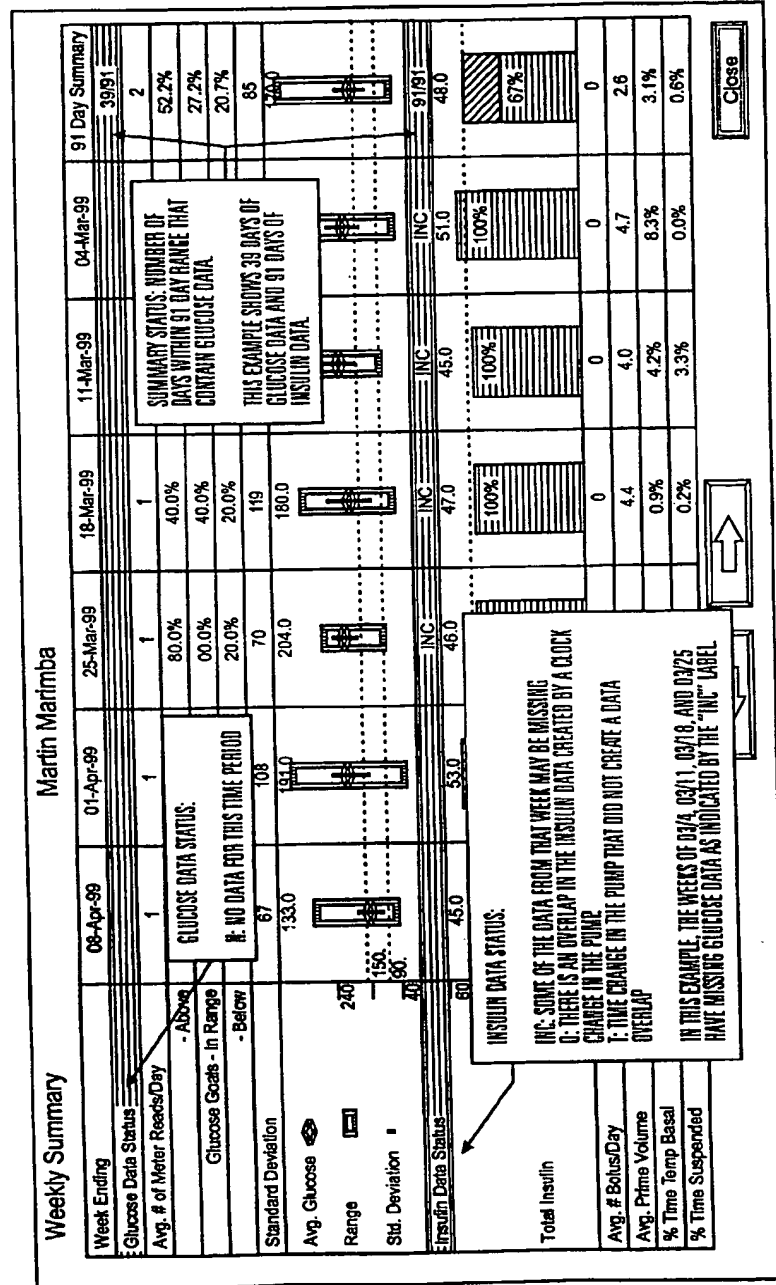 Weekly Summary
Martin Marimba
Week Ending 08-Apr-99 01-Apr-99 25-Mar-99 18-Mar-99 11-Mar-99 04-Mar-99 91 Day Summary
Glucose Data Status 39/91
Avg. # of Meter Reads/Day 1 1 1 1 2
- Above 80.0% 40.0% 52.2%
Glucose Goals - In Range 00.0% 40.0% 27.2%
- Below 20.0% 20.0% 20.7%
Standard Deviation 67 108 70 119 85
133.0 191.0 204.0 180.0 170.0
Avg. Glucose
Range
Std. Deviation
240
150.
90.
40
GLUCOSE DATA STATUS:
N: NO DATA FOR THIS TIME PERIOD
SUMMARY STATUS: NUMBER OF
DAYS WITHIN 91 DAY RANGE THAT
CONTAIN GLUCOSE DATA.
THIS EXAMPLE SHOWS 39 DAYS OF
GLUCOSE DATA AND 91 DAYS OF
INSULIN DATA.
Insulin Data Status INC INC INC INC 91/91
45.0 53.0 46.0 47.0 45.0 51.0 48.0
60
Total Insulin
100% 100% 100% 67%
Avg. # Bolus/Day 0 0 0 0
Avg. Prime Volume 4.4 4.0 4.7 2.6
% Time Temp Basal 0.9% 4.2% 8.3% 3.1%
% Time Suspended 0.2% 3.3% 0.0% 0.6%
INSULIN DATA STATUS:
INC: SOME OF THE DATA FROM THAT WEEK MAY BE MISSING
O: THERE IS AN OVERLAP IN THE INSULIN DATA CREATED BY A CLOCK
CHANGE IN THE PUMP
T: TIME CHANGE IN THE PUMP THAT DID NOT CREATE A DATA
OVERLAP
IN THIS EXAMPLE, THE WEEKS OF 03/4, 03/11, 03/18, AND 03/25
HAVE MISSING GLUCOSE DATA AS INDICATED BY THE "INC" LABEL.
Close